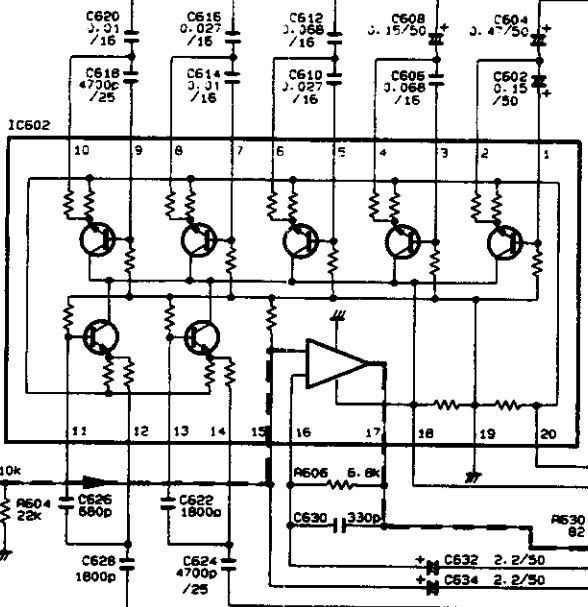 C620
0.01
/16
C616
0.027
/16
C612
0.068
/16
C608
0.15/50
+
C604
0.47/50
+
C618
4700p
/25
C614
0.01
/16
C610
0.027
/16
C606
0.068
/16
C602
0.15
/50
+
IC602
10 9 8 7 6 5 4 3 2 1
11 12 13 14 15 16 17 18 19 20
10k
R604
22k
C626
680p
C622
1800p
R606 6.8k
C630 330p
R630
82
C628
1800p
C624
4700p
/25
+ C632 2.2/50
+ C634 2.2/50